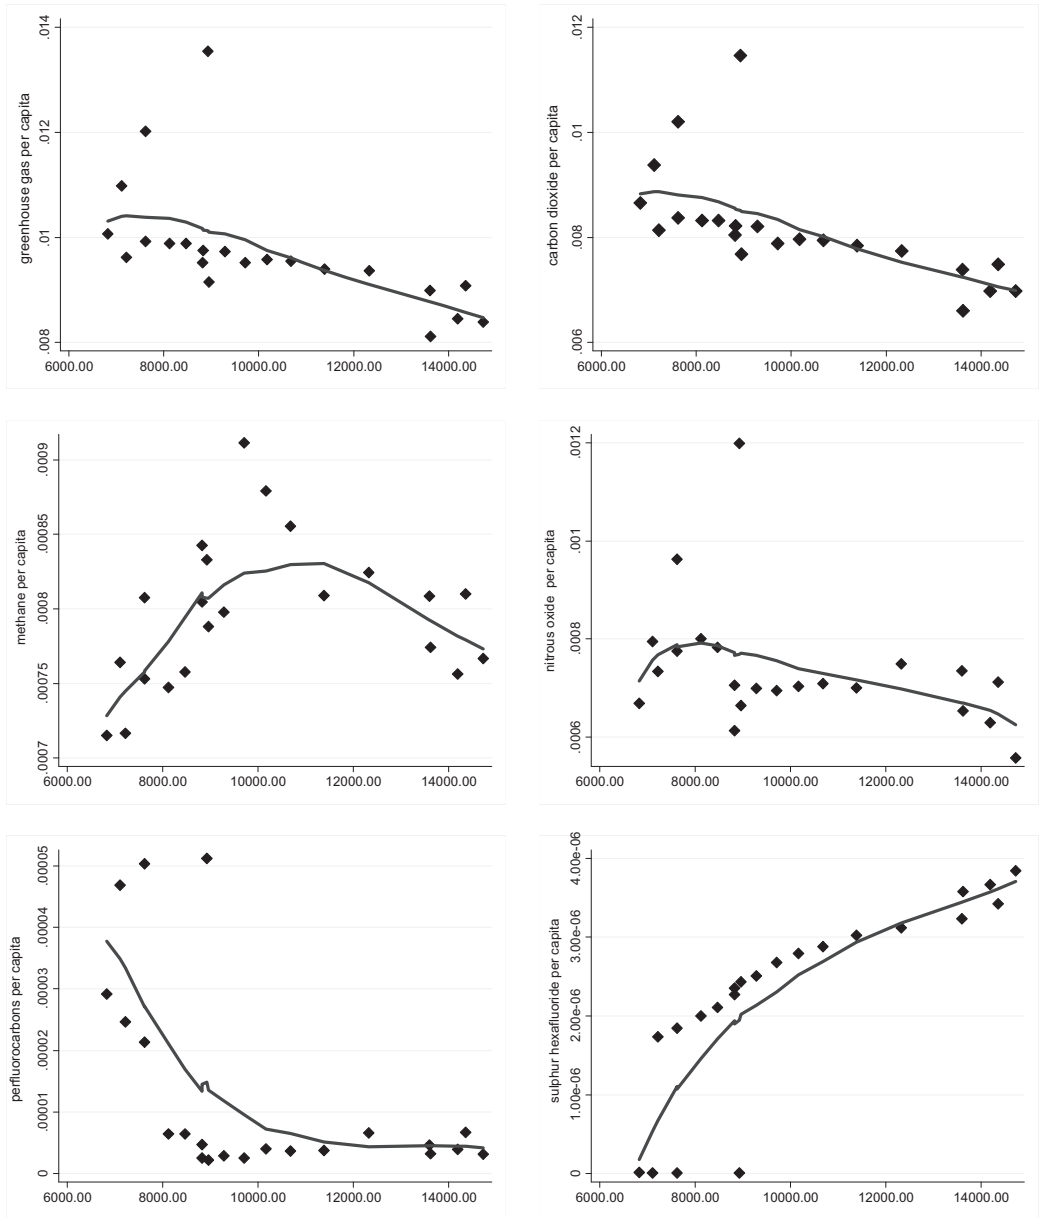 greenhouse gas per capita
.014
.012
.01
.008
6000.00 8000.00 10000.00 12000.00 14000.00
carbon dioxide per capita
.012
.01
.008
.006
6000.00 8000.00 10000.00 12000.00 14000.00
methane per capita
.0009
.00085
.0008
.00075
.0007
6000.00 8000.00 10000.00 12000.00 14000.00
nitrous oxide per capita
.0012
.001
.0008
.0006
6000.00 8000.00 10000.00 12000.00 14000.00
perfluorocarbons per capita
.00005
.00004
.00003
.00002
.00001
0
6000.00 8000.00 10000.00 12000.00 14000.00
sulphur hexafluoride per capita
4.00e-06
3.00e-06
2.00e-06
1.00e-06
0
6000.00 8000.00 10000.00 12000.00 14000.00